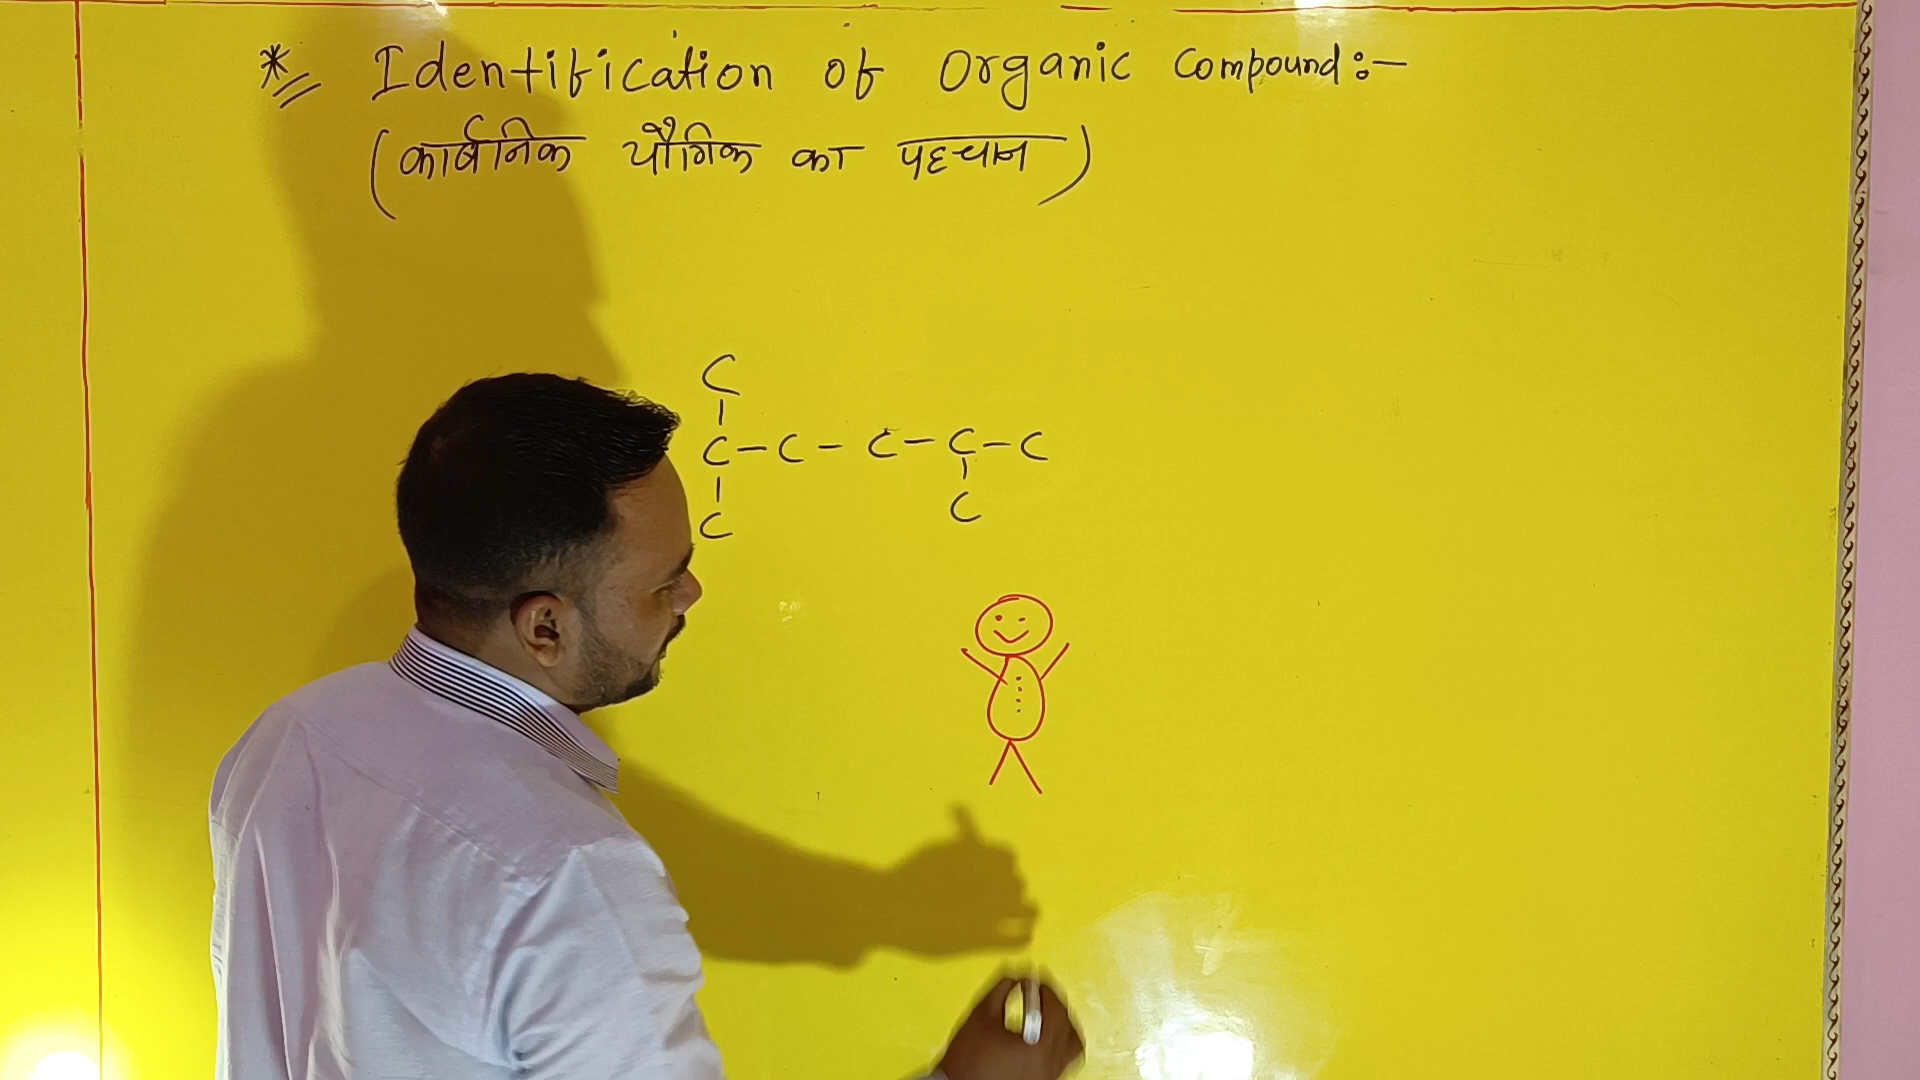 * Identification of Organic Compound:-
(कार्बनिक यौगिक का पहचान)
C
C-C-C-C-C
C C